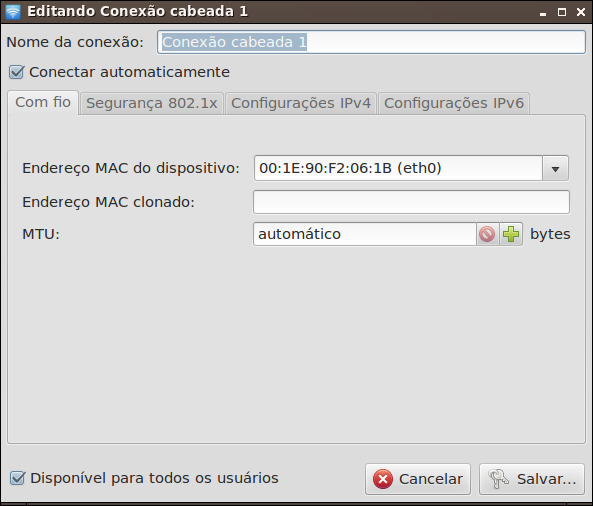 Editando Conexão cabeada 1
Nome da conexão: Conexão cabeada 1
Conectar automaticamente
Com fio Segurança 802.1x Configurações IPv4 Configurações IPv6
Endereço MAC do dispositivo: 00:1E:90:F2:06:1B (eth0)
Endereço MAC clonado:
MTU: automático bytes
Disponível para todos os usuários Cancelar Salvar...